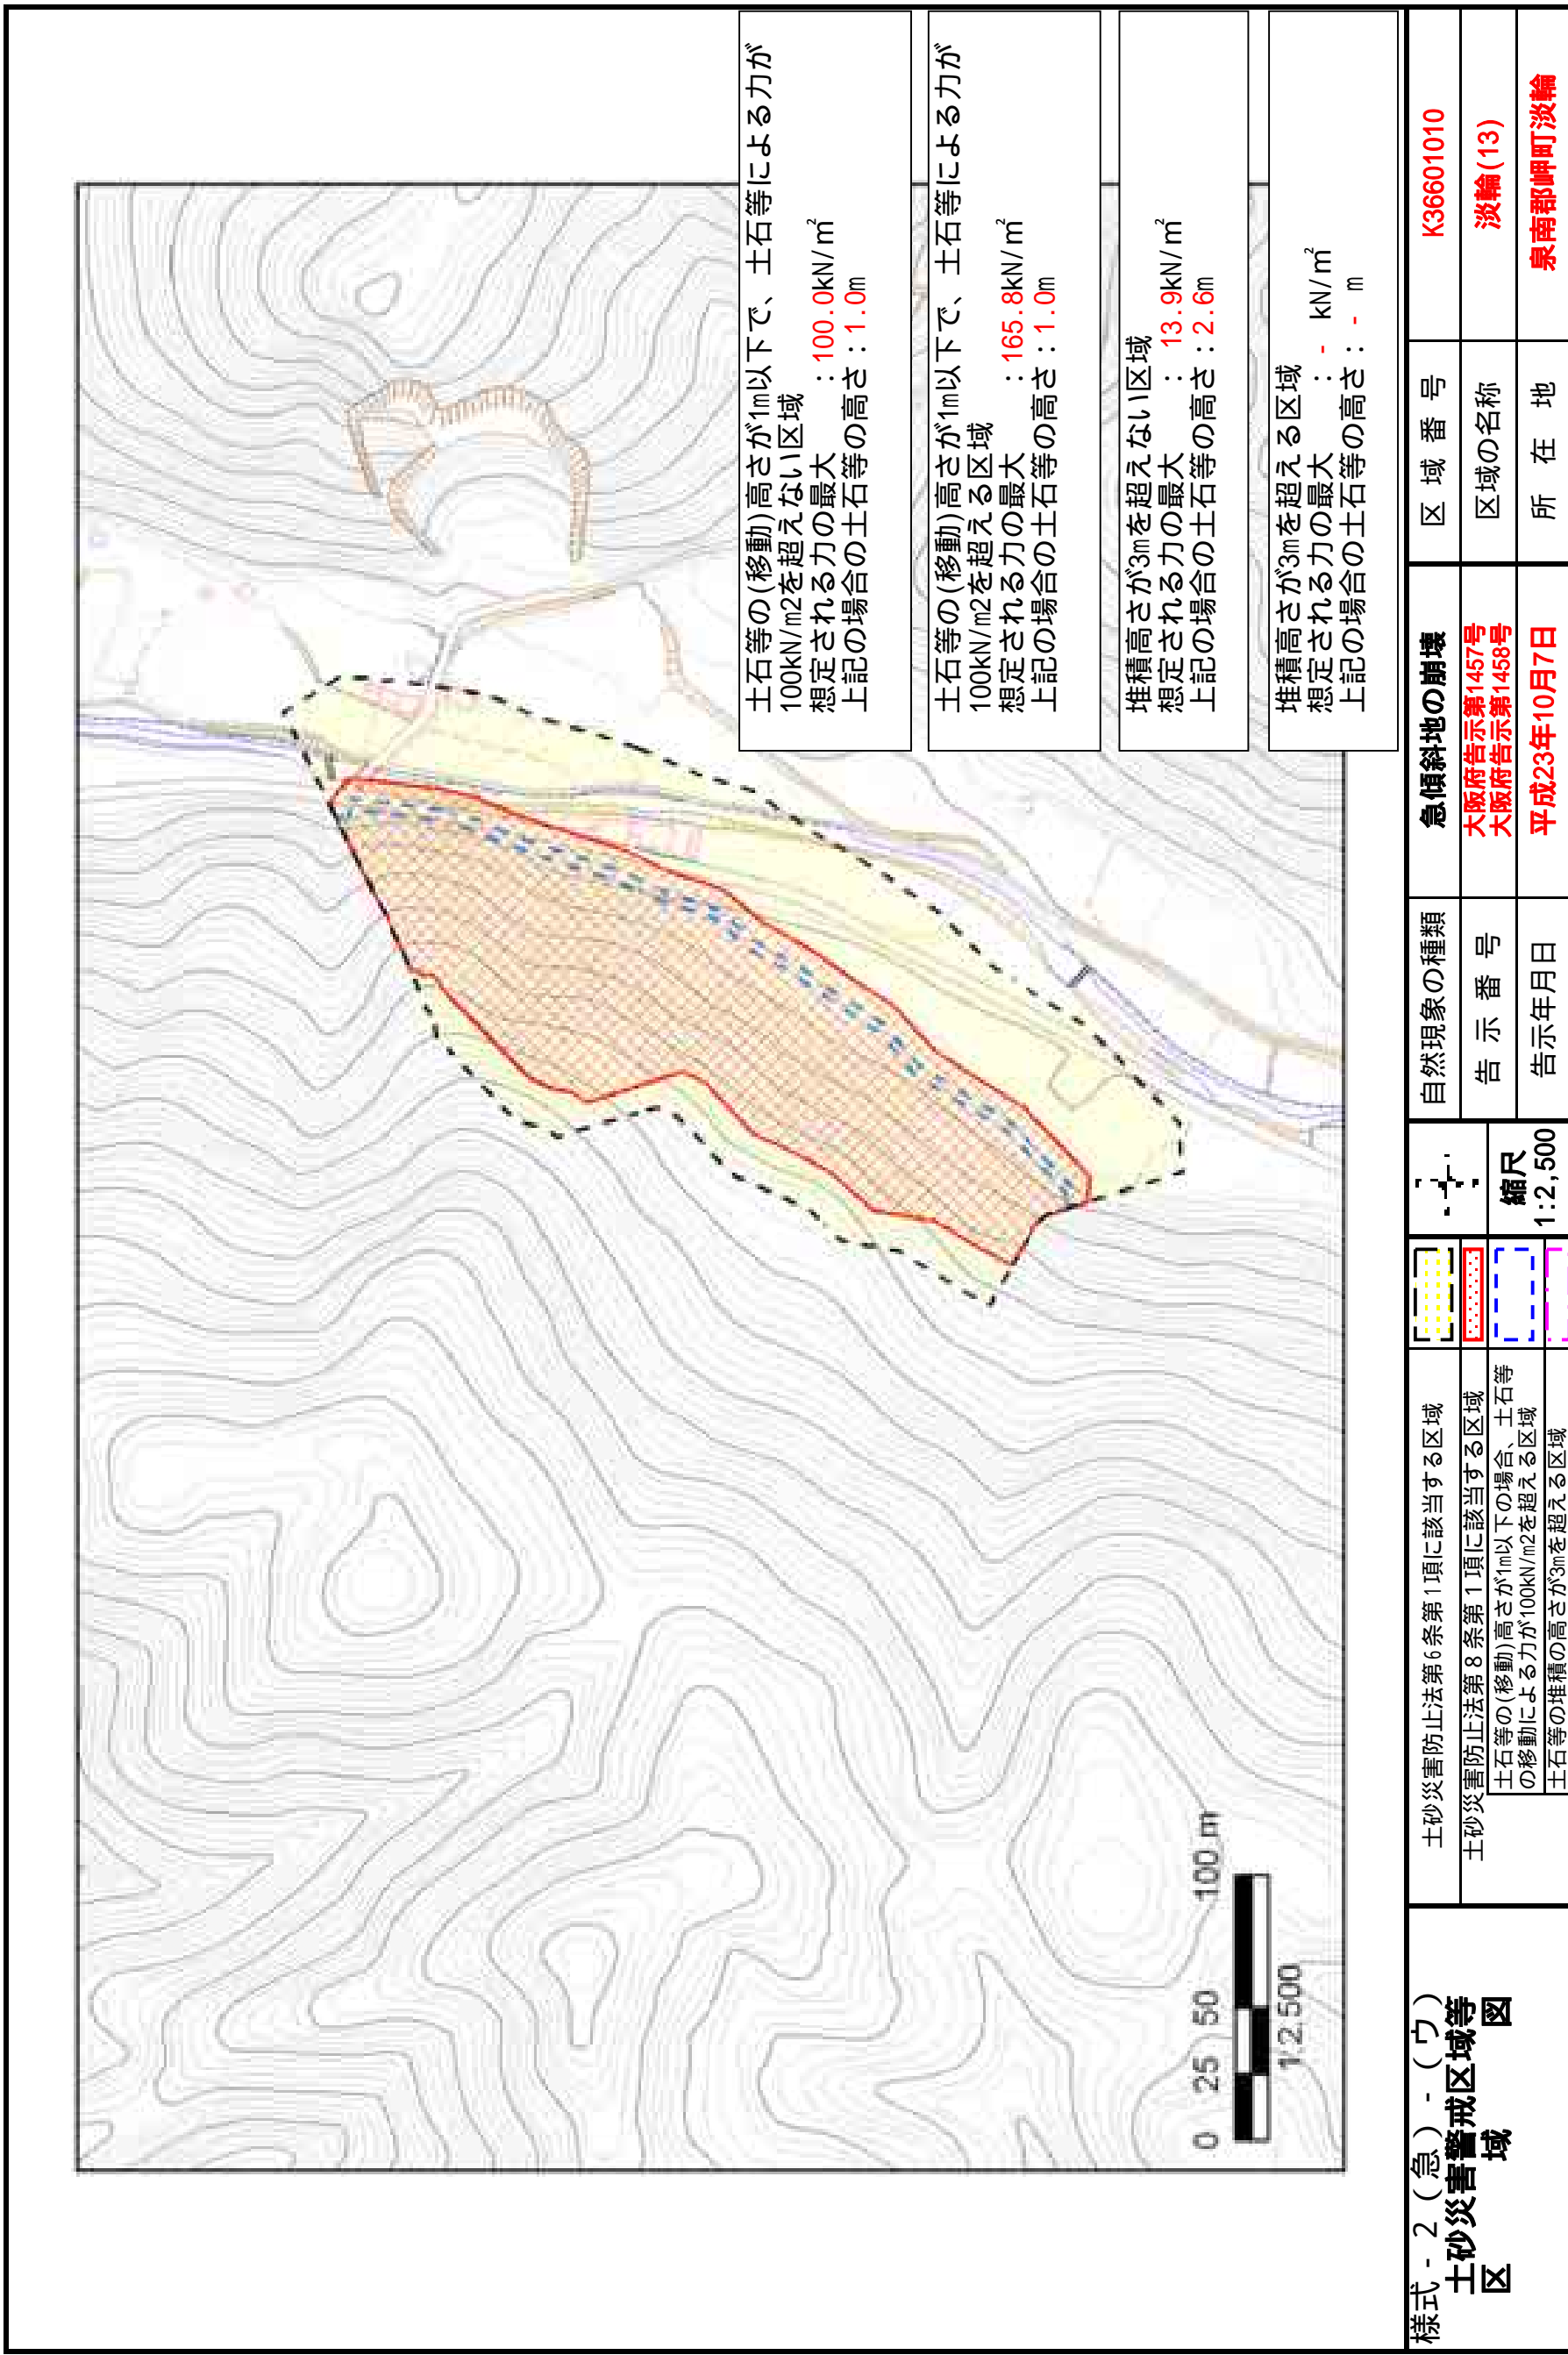 土石等の(移動)高さが1m以下で、土石等による力が
100kN/m2を超えない区域
想定される力の最大 :100.0kN/㎡
上記の場合の土石等の高さ:1.0m
土石等の(移動)高さが1m以下で、土石等による力が
100kN/m2を超える区域
想定される力の最大 :165.8kN/㎡
上記の場合の土石等の高さ:1.0m
堆積高さが3mを超えない区域
想定される力の最大 : 13.9kN/㎡
上記の場合の土石等の高さ:2.6m
堆積高さが3mを超える区域
想定される力の最大 : - kN/㎡
上記の場合の土石等の高さ: - m
0 25 50 100 m
1:2,500
様式-2(急)-(ウ)
土砂災害警戒区域等
区域図
土砂災害防止法第6条第1項に該当する区域
土砂災害防止法第8条第1項に該当する区域
土石等の(移動)高さが1m以下の場合、土石等
の移動による力が100kN/m2を超える区域
土石等の堆積の高さが3mを超える区域
縮尺
1:2,500
自然現象の種類 急傾斜地の崩壊
告示番号 大阪府告示第1457号
大阪府告示第1458号
告示年月日 平成23年10月7日
区域番号 K36601010
区域の名称 淡輪(13)
所在地 泉南郡岬町淡輪